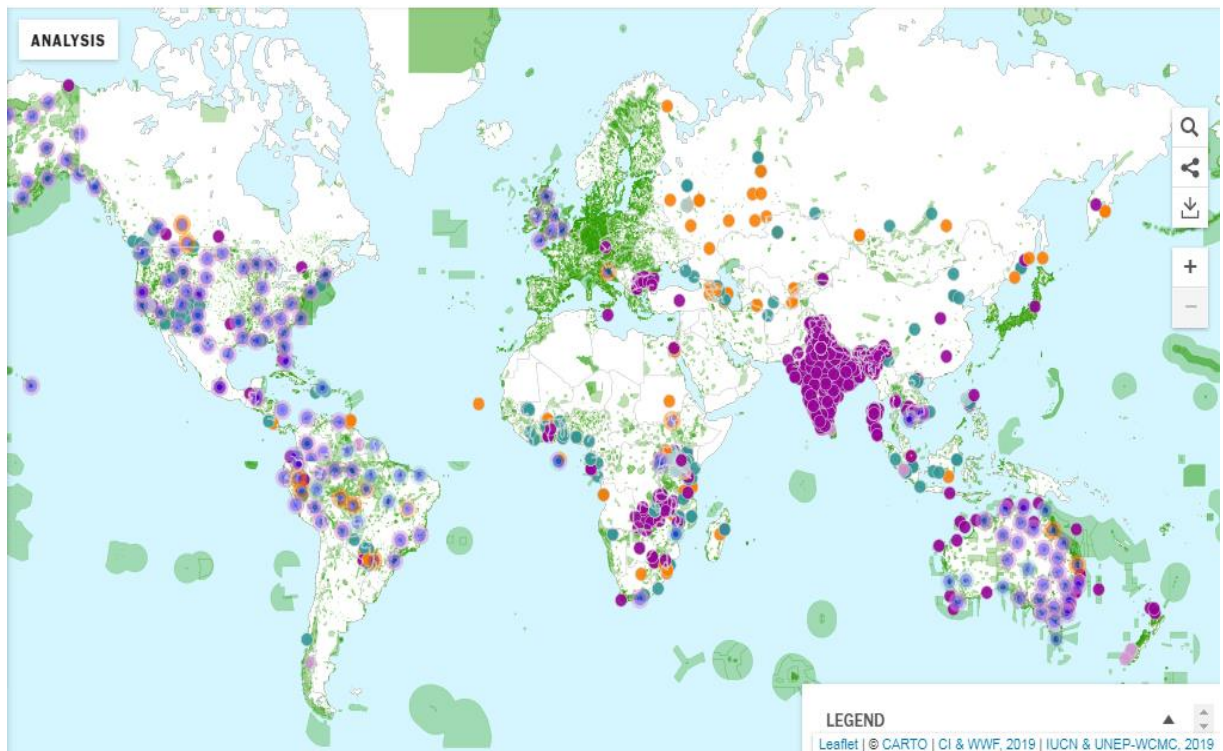 ANALYSIS
+
−
LEGEND
Leaflet | © CARTO | CI & WWF, 2019 | IUCN & UNEP-WCMC, 2019